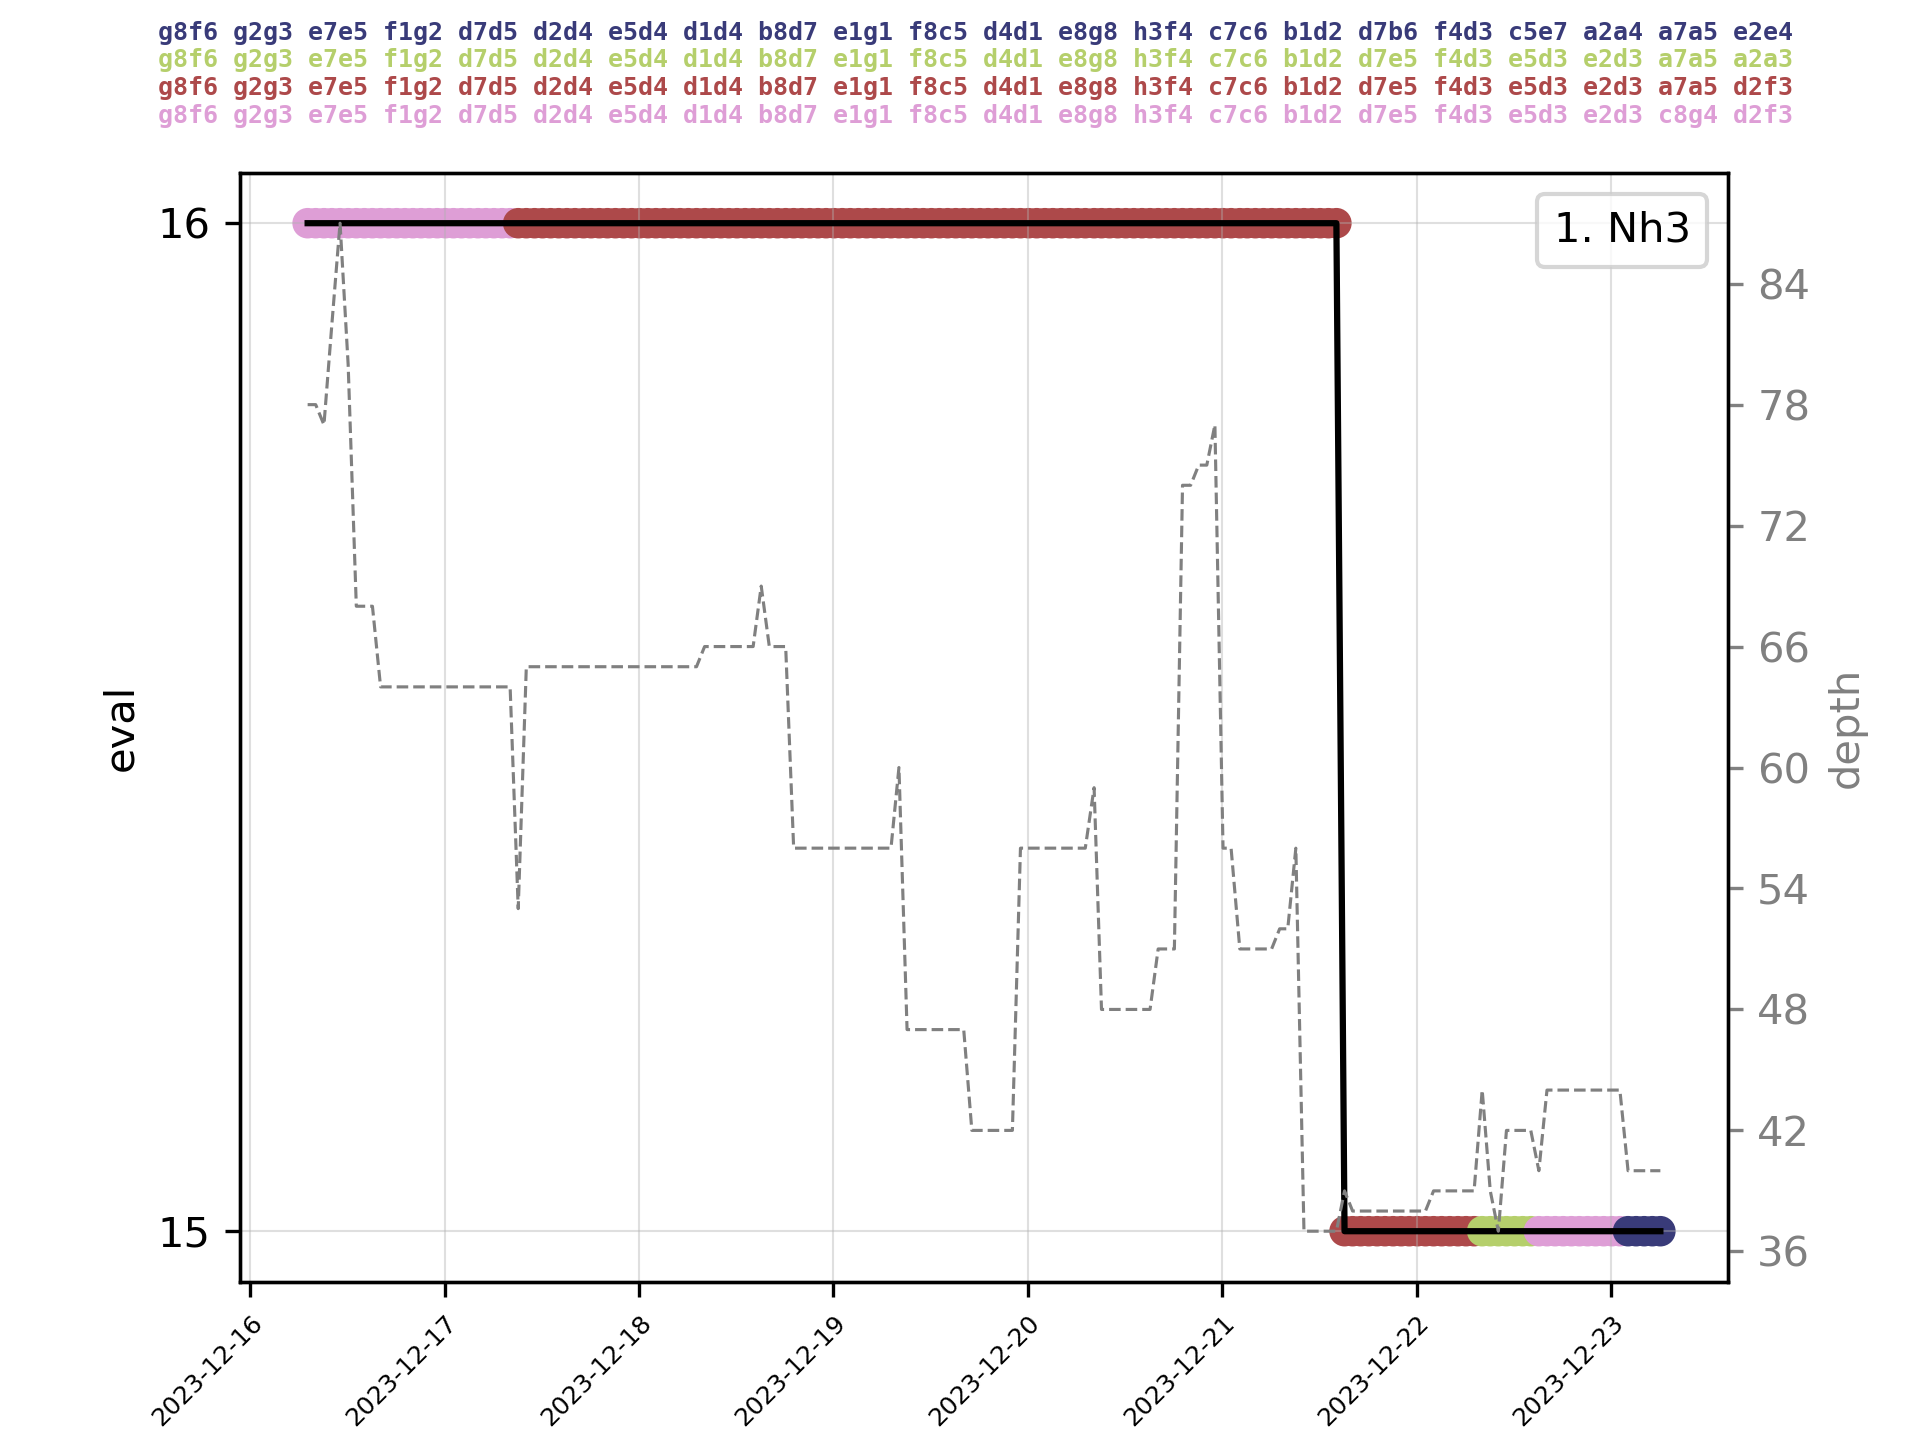 g8f6 g2g3 e7e5 f1g2 d7d5 d2d4 e5d4 d1d4 b8d7 e1g1 f8c5 d4d1 e8g8 h3f4 c7c6 b1d2 d7b6 f4d3 c5e7 a2a4 a7a5 e2e4
g8f6 g2g3 e7e5 f1g2 d7d5 d2d4 e5d4 d1d4 b8d7 e1g1 f8c5 d4d1 e8g8 h3f4 c7c6 b1d2 d7e5 f4d3 e5d3 e2d3 a7a5 a2a3
g8f6 g2g3 e7e5 f1g2 d7d5 d2d4 e5d4 d1d4 b8d7 e1g1 f8c5 d4d1 e8g8 h3f4 c7c6 b1d2 d7e5 f4d3 e5d3 e2d3 a7a5 d2f3
g8f6 g2g3 e7e5 f1g2 d7d5 d2d4 e5d4 d1d4 b8d7 e1g1 f8c5 d4d1 e8g8 h3f4 c7c6 b1d2 d7e5 f4d3 e5d3 e2d3 c8g4 d2f3
1. Nh3
16
15
eval
84
78
72
66
60
54
48
42
36
depth
2023-12-16
2023-12-17
2023-12-18
2023-12-19
2023-12-20
2023-12-21
2023-12-22
2023-12-23